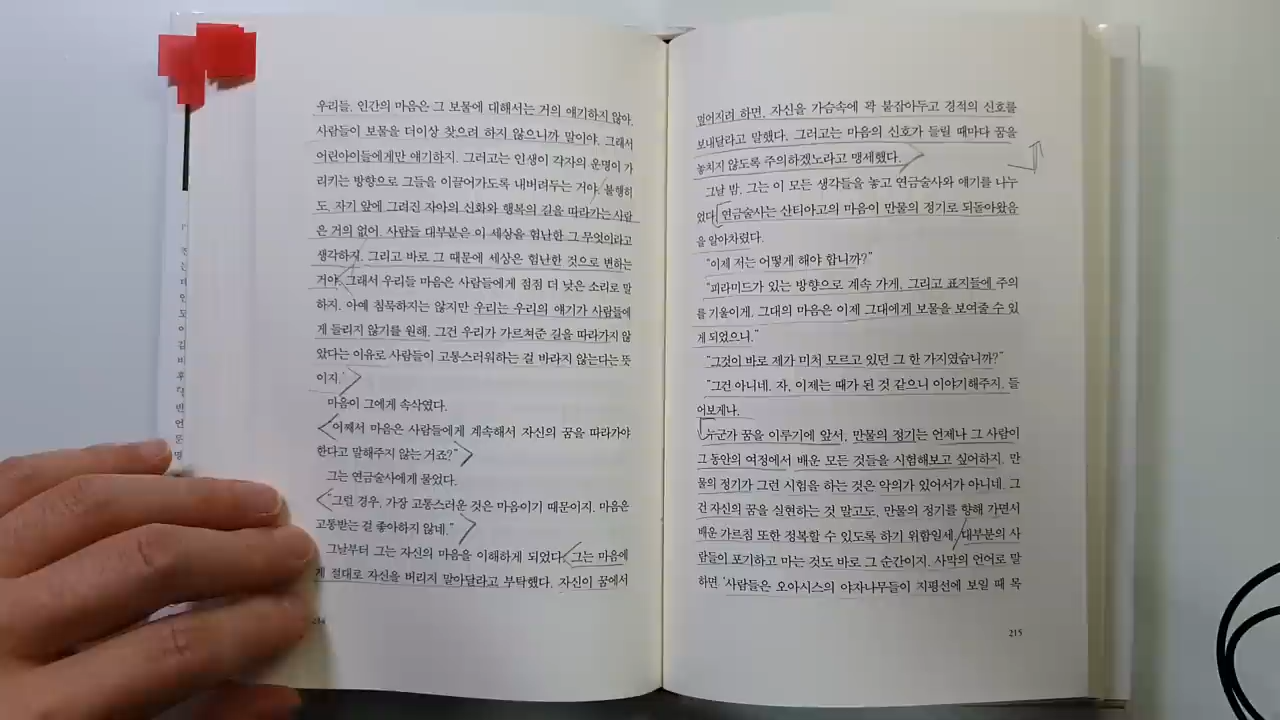 우리들, 인간의 마음은 그 보물에 대해서는 거의 얘기하지 않아.
사람들이 보물을 더이상 찾으려 하지 않으니까 말이야. 그래서
어린아이들에게만 얘기하지. 그러고는 인생이 각자의 운명이 가
리키는 방향으로 그들을 이끌어가도록 내버려두는 거야. 불행히
도, 자기 앞에 그려진 자아의 신화와 행복의 길을 따라가는 사람
은 거의 없어. 사람들 대부분은 이 세상을 험난한 그 무엇이라고
생각하지. 그리고 바로 그 때문에 세상은 험난한 것으로 변하는
거야. 그래서 우리들 마음은 사람들에게 점점 더 낮은 소리로 말
하지. 아예 침묵하지는 않지만 우리는 우리의 얘기가 사람들에
게 들리지 않기를 원해. 그건 우리가 가르쳐준 길을 따라가지 않
았다는 이유로 사람들이 고통스러워하는 걸 바라지 않는다는 뜻
이지.'
마음이 그에게 속삭였다.
"어째서 마음은 사람들에게 계속해서 자신의 꿈을 따라가야
한다고 말해주지 않는 거죠?"
그는 연금술사에게 물었다.
"그럴 경우, 가장 고통스러운 것은 마음이기 때문이지. 마음은
고통받는 걸 좋아하지 않네."
그날부터 그는 자신의 마음을 이해하게 되었다. 그는 마음에
게 절대로 자신을 버리지 말아달라고 부탁했다. 자신이 꿈에서
멀어지려 하면, 자신을 가슴속에 꽉 붙잡아두고 경적의 신호를
보내달라고 말했다. 그러고는 마음의 신호가 들릴 때마다 꿈을
놓치지 않도록 주의하겠노라고 맹세했다.
그날 밤, 그는 이 모든 생각들을 놓고 연금술사와 얘기를 나누
었다. 연금술사는 산티아고의 마음이 만물의 정기로 되돌아왔음
을 알아차렸다.
"이제 저는 어떻게 해야 합니까?"
"피라미드가 있는 방향으로 계속 가게, 그리고 표지들에 주의
를 기울이게. 그대의 마음은 이제 그대에게 보물을 보여줄 수 있
게 되었으니."
"그것이 바로 제가 미처 모르고 있던 그 한 가지였습니까?"
"그건 아니네. 자, 이제는 때가 된 것 같으니 이야기해주지. 들
어보게나.
누군가 꿈을 이루기에 앞서, 만물의 정기는 언제나 그 사람이
그 동안의 여정에서 배운 모든 것들을 시험해보고 싶어하지. 만
물의 정기가 그런 시험을 하는 것은 악의가 있어서가 아니네. 그
건 자신의 꿈을 실현하는 것 말고도, 만물의 정기를 향해 가면서
배운 가르침 또한 정복할 수 있도록 하기 위함일세. 대부분의 사
람들이 포기하고 마는 것도 바로 그 순간이지. 사막의 언어로 말
하면 '사람들은 오아시스의 야자나무들이 지평선에 보일 때 목
215